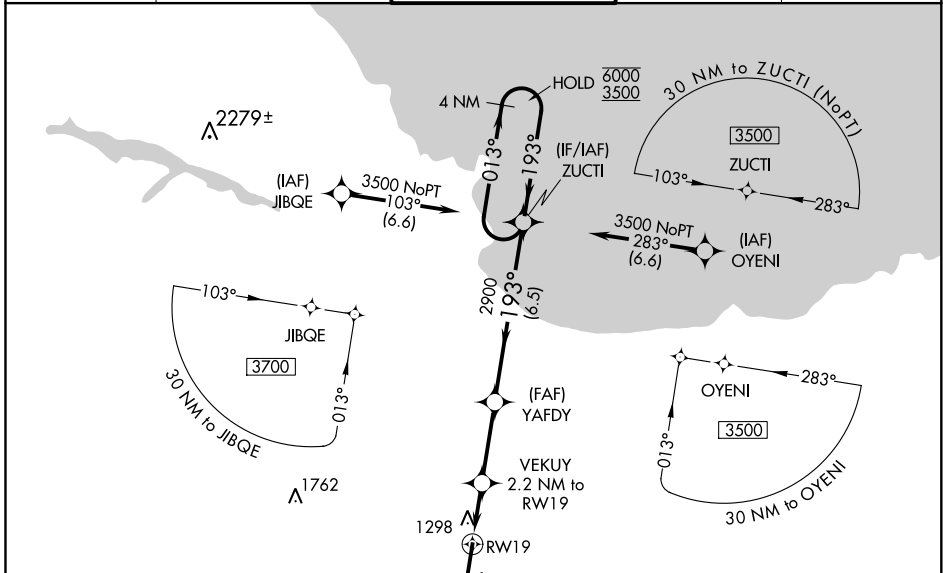 HOLD 6000
3500
4 NM
013°
193°
(IF/IAF)
ZUCTI
30 NM to ZUCTI (NoPT)
3500
ZUCTI
103°
283°
2279±
(IAF)
JIBQE
3500 NoPT
103°
(6.6)
3500 NoPT
283°
(6.6)
(IAF)
OYENI
2900
193°
(6.5)
103°
JIBQE
3700
013°
30 NM to JIBQE
OYENI
283°
3500
013°
30 NM to OYENI
(FAF)
YAFDY
VEKUY
2.2 NM to
RW19
1762
1298
RW19